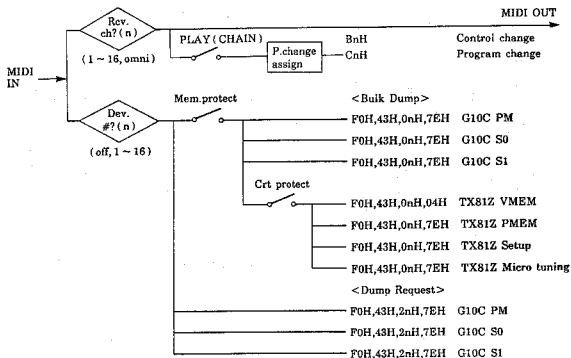 MIDI OUT
Rcv.
ch?(n)
(1~16, omni)
PLAY(CHAIN)
P.change
assign
BnH Control change
CnH Program change
MIDI
IN
Dev.
#?(n)
(off, 1~16)
Mem.protect
<Bulk Dump>
F0H,43H,0nH,7EH G10C PM
F0H,43H,0nH,7EH G10C S0
F0H,43H,0nH,7EH G10C S1
Crt protect
F0H,43H,0nH,04H TX81Z VMEM
F0H,43H,0nH,7EH TX81Z PMEM
F0H,43H,0nH,7EH TX81Z Setup
F0H,43H,0nH,7EH TX81Z Micro tuning
<Dump Request>
F0H,43H,2nH,7EH G10C PM
F0H,43H,2nH,7EH G10C S0
F0H,43H,2nH,7EH G10C S1